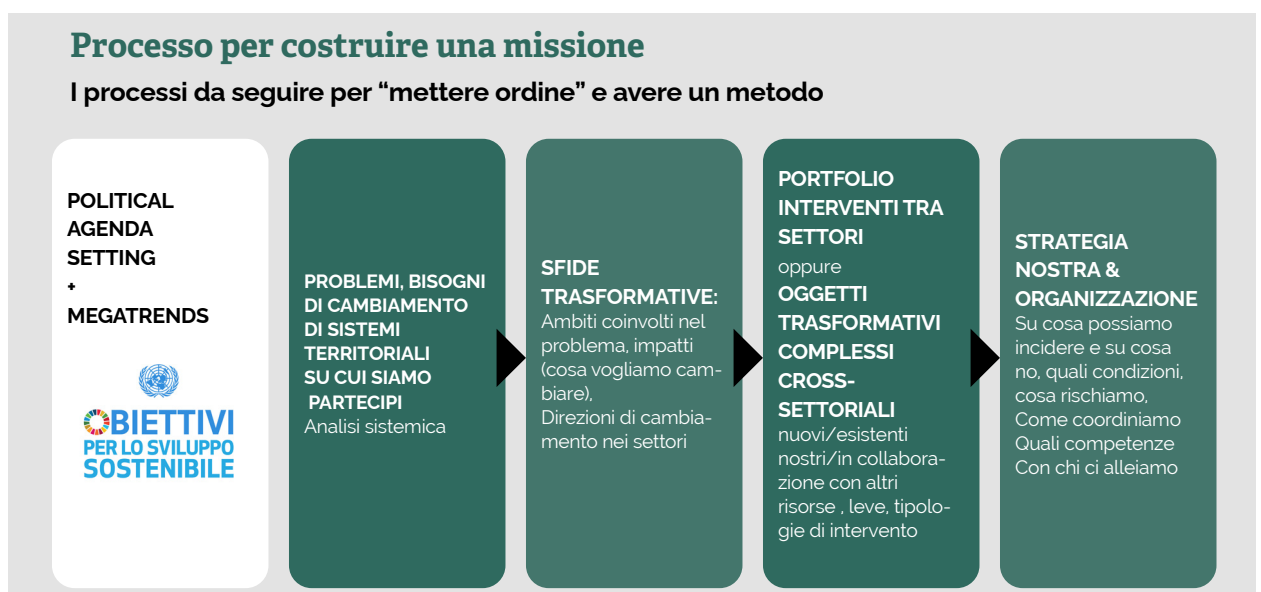 Processo per costruire una missione
I processi da seguire per “mettere ordine” e avere un metodo
POLITICAL
AGENDA
SETTING
+
MEGATRENDS
OBIETTIVI
PER LO SVILUPPO
SOSTENIBILE
PROBLEMI, BISOGNI
DI CAMBIAMENTO
DI SISTEMI
TERRITORIALI
SU CUI SIAMO
PARTECIPI
Analisi sistemica
SFIDE
TRASFORMATIVE:
Ambiti coinvolti nel
problema, impatti
(cosa vogliamo cam-
biare),
Direzioni di cambia-
mento nei settori
PORTFOLIO
INTERVENTI TRA
SETTORI
oppure
OGGETTI
TRASFORMATIVI
COMPLESSI
CROSS-
SETTORIALI
nuovi/esistenti
nostri/in collabora-
zione con altri
risorse , leve, tipolo-
gie di intervento
STRATEGIA
NOSTRA &
ORGANIZZAZIONE
Su cosa possiamo
incidere e su cosa
no, quali condizioni,
cosa rischiamo,
Come coordiniamo
Quali competenze
Con chi ci alleiamo